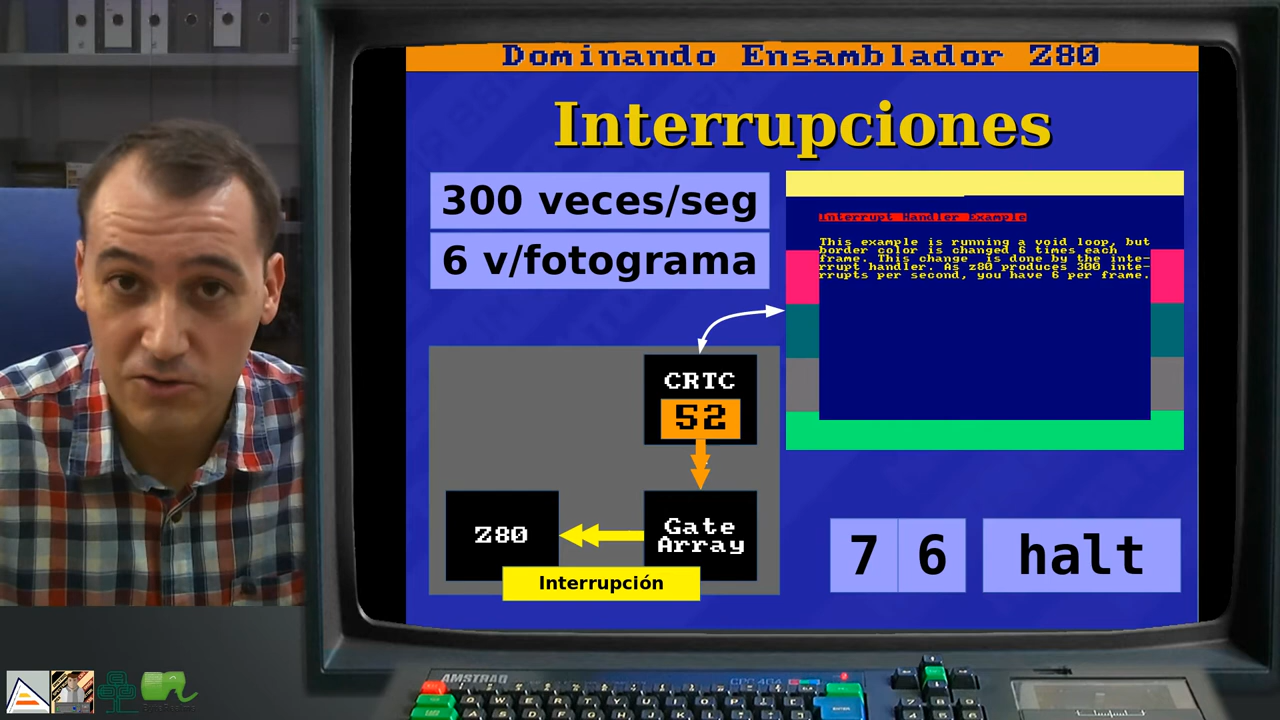 Dominando Ensamblador Z80
Interrupciones
300 veces/seg
6 v/fotograma
Interrupt Handler Example
This example is running a void loop, but
border color is changed 6 times each
frame. This change  is done by the inte-
rrupt handler. As z80 produces 300 inte-
rrupts per second, you have 6 per frame.
CRTC
52
Z80
Gate
Array
Interrupción
7 6
halt
AMSTRAD